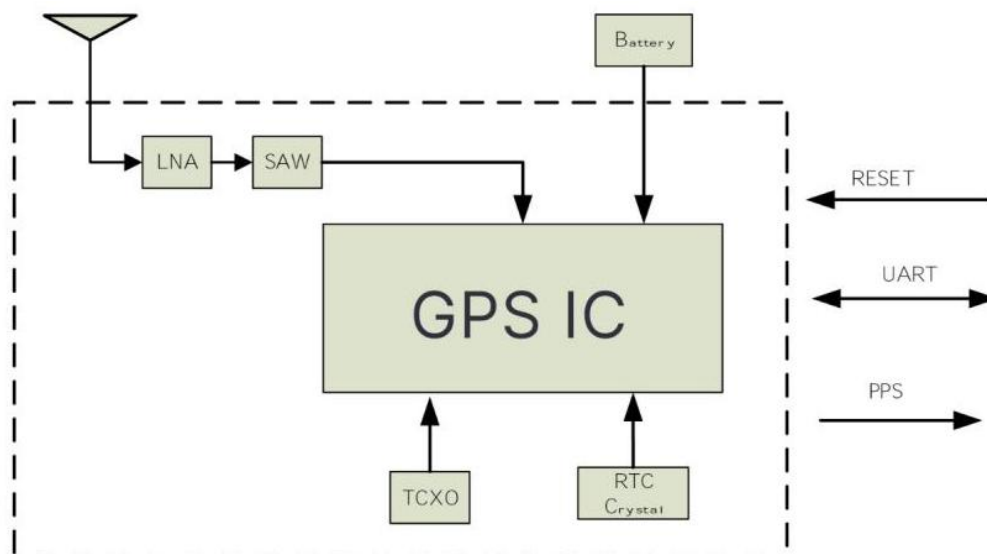 Battery
LNA
SAW
RESET
GPS IC
UART
PPS
TCXO
RTC
Crystal